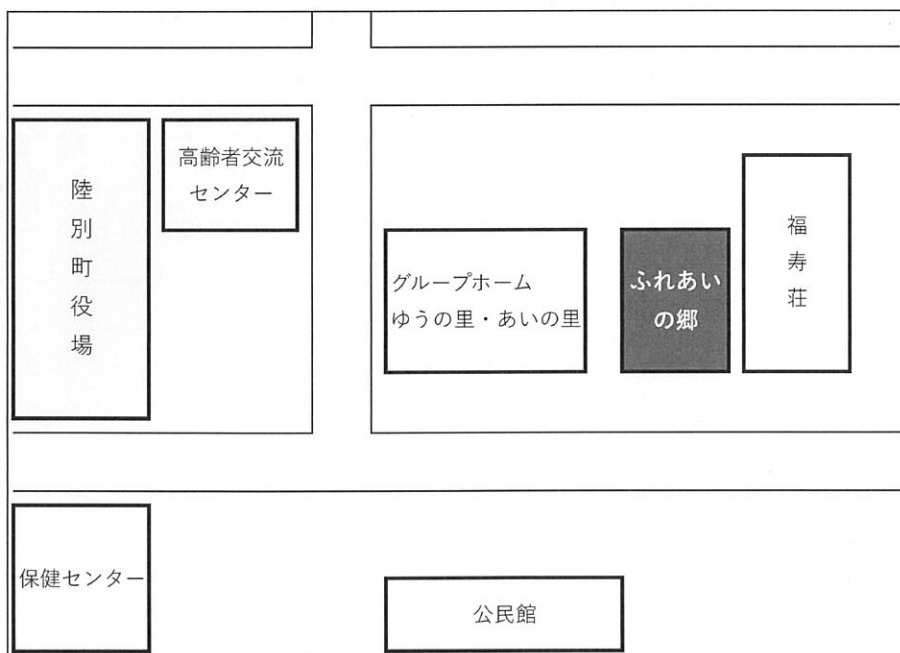 陸別町役場
高齢者交流
センター
グループホーム
ゆうの里・あいの里
ふれあい
の郷
福寿荘
保健センター
公民館